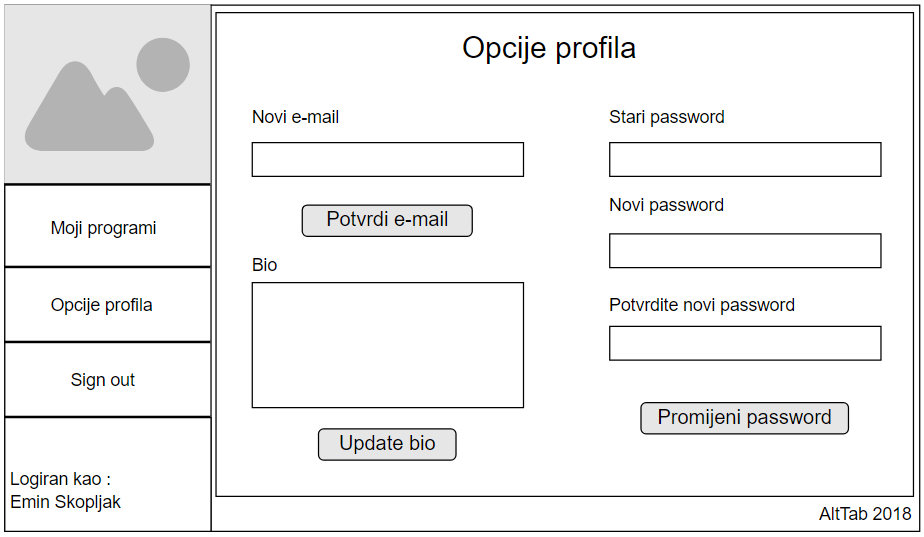 Moji programi
Opcije profila
Sign out
Logiran kao :
Emin Skopljak
Opcije profila
Novi e-mail
Potvrdi e-mail
Bio
Update bio
Stari password
Novi password
Potvrdite novi password
Promijeni password
AltTab 2018